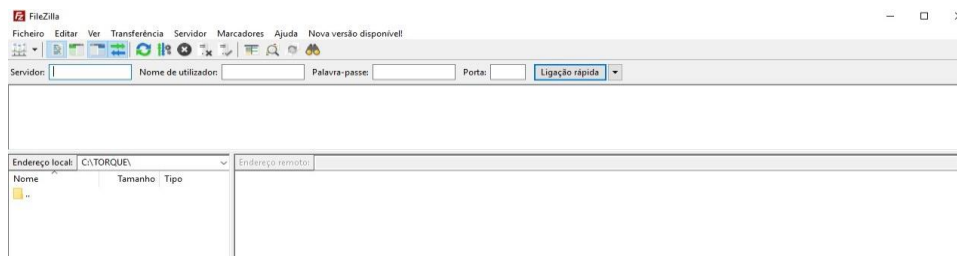 FileZilla
Ficheiro Editar Ver Transferência Servidor Marcadores Ajuda Nova versão disponível!
Servidor: Nome de utilizador: Palavra-passe: Porta: Ligação rápida
Endereço local: C:\TORQUE\ Endereço remoto:
Nome Tamanho Tipo
..